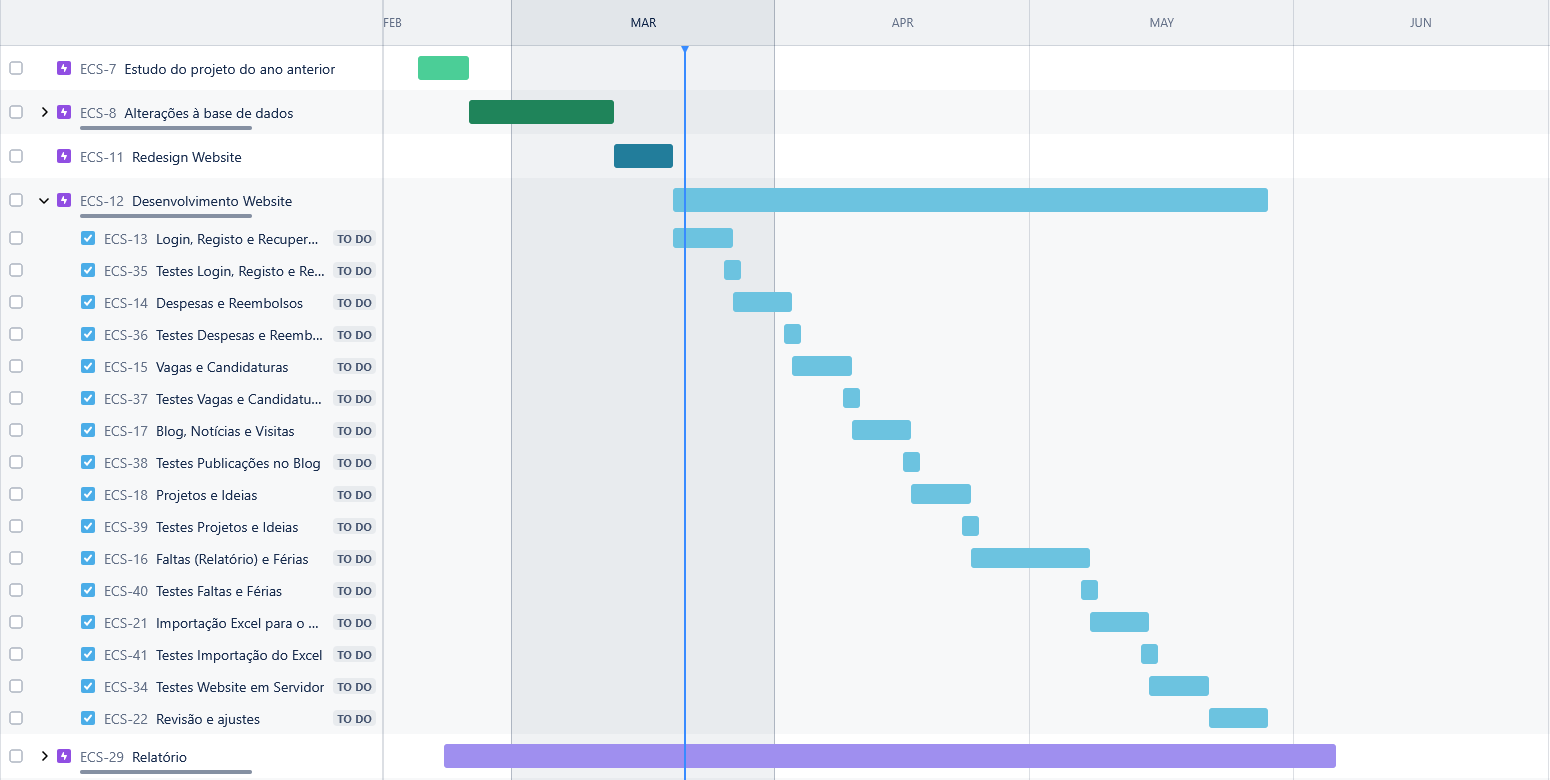 FEB MAR APR MAY JUN
ECS-7 Estudo do projeto do ano anterior
ECS-8 Alterações à base de dados
ECS-11 Redesign Website
ECS-12 Desenvolvimento Website
ECS-13 Login, Registo e Recuper... TO DO
ECS-35 Testes Login, Registo e Re... TO DO
ECS-14 Despesas e Reembolsos TO DO
ECS-36 Testes Despesas e Reemb... TO DO
ECS-15 Vagas e Candidaturas TO DO
ECS-37 Testes Vagas e Candidatu... TO DO
ECS-17 Blog, Notícias e Visitas TO DO
ECS-38 Testes Publicações no Blog TO DO
ECS-18 Projetos e Ideias TO DO
ECS-39 Testes Projetos e Ideias TO DO
ECS-16 Faltas (Relatório) e Férias TO DO
ECS-40 Testes Faltas e Férias TO DO
ECS-21 Importação Excel para o ... TO DO
ECS-41 Testes Importação do Excel TO DO
ECS-34 Testes Website em Servidor TO DO
ECS-22 Revisão e ajustes TO DO
ECS-29 Relatório